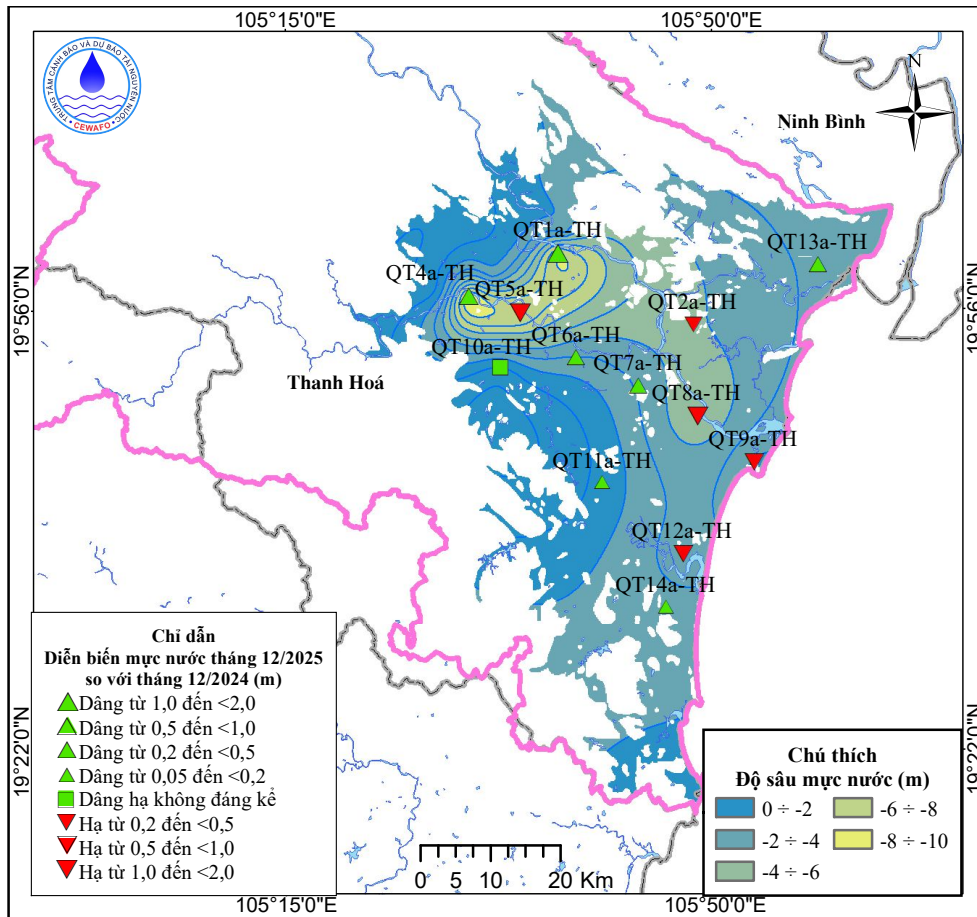 105°15'0"E
105°50'0"E
TRUNG TÂM CẢNH BÁO VÀ DỰ BÁO TÀI NGUYÊN NƯỚC
• CEWAFO •
N
Ninh Bình
QT1a-TH
QT13a-TH
QT4a-TH
QT5a-TH
QT2a-TH
19°56'0"N
19°56'0"N
QT6a-TH
QT10a-TH
QT7a-TH
Thanh Hoá
QT8a-TH
QT9a-TH
QT11a-TH
QT12a-TH
QT14a-TH
Chỉ dẫn
Diễn biến mực nước tháng 12/2025
so với tháng 12/2024 (m)
Dâng từ 1,0 đến <2,0
Dâng từ 0,5 đến <1,0
Dâng từ 0,2 đến <0,5
Dâng từ 0,05 đến <0,2
Dâng hạ không đáng kể
Hạ từ 0,2 đến <0,5
Hạ từ 0,5 đến <1,0
Hạ từ 1,0 đến <2,0
19°22'0"N
19°22'0"N
Chú thích
Độ sâu mực nước (m)
0 ÷ -2
-6 ÷ -8
-2 ÷ -4
-8 ÷ -10
-4 ÷ -6
0 5 10 20 Km
105°15'0"E
105°50'0"E